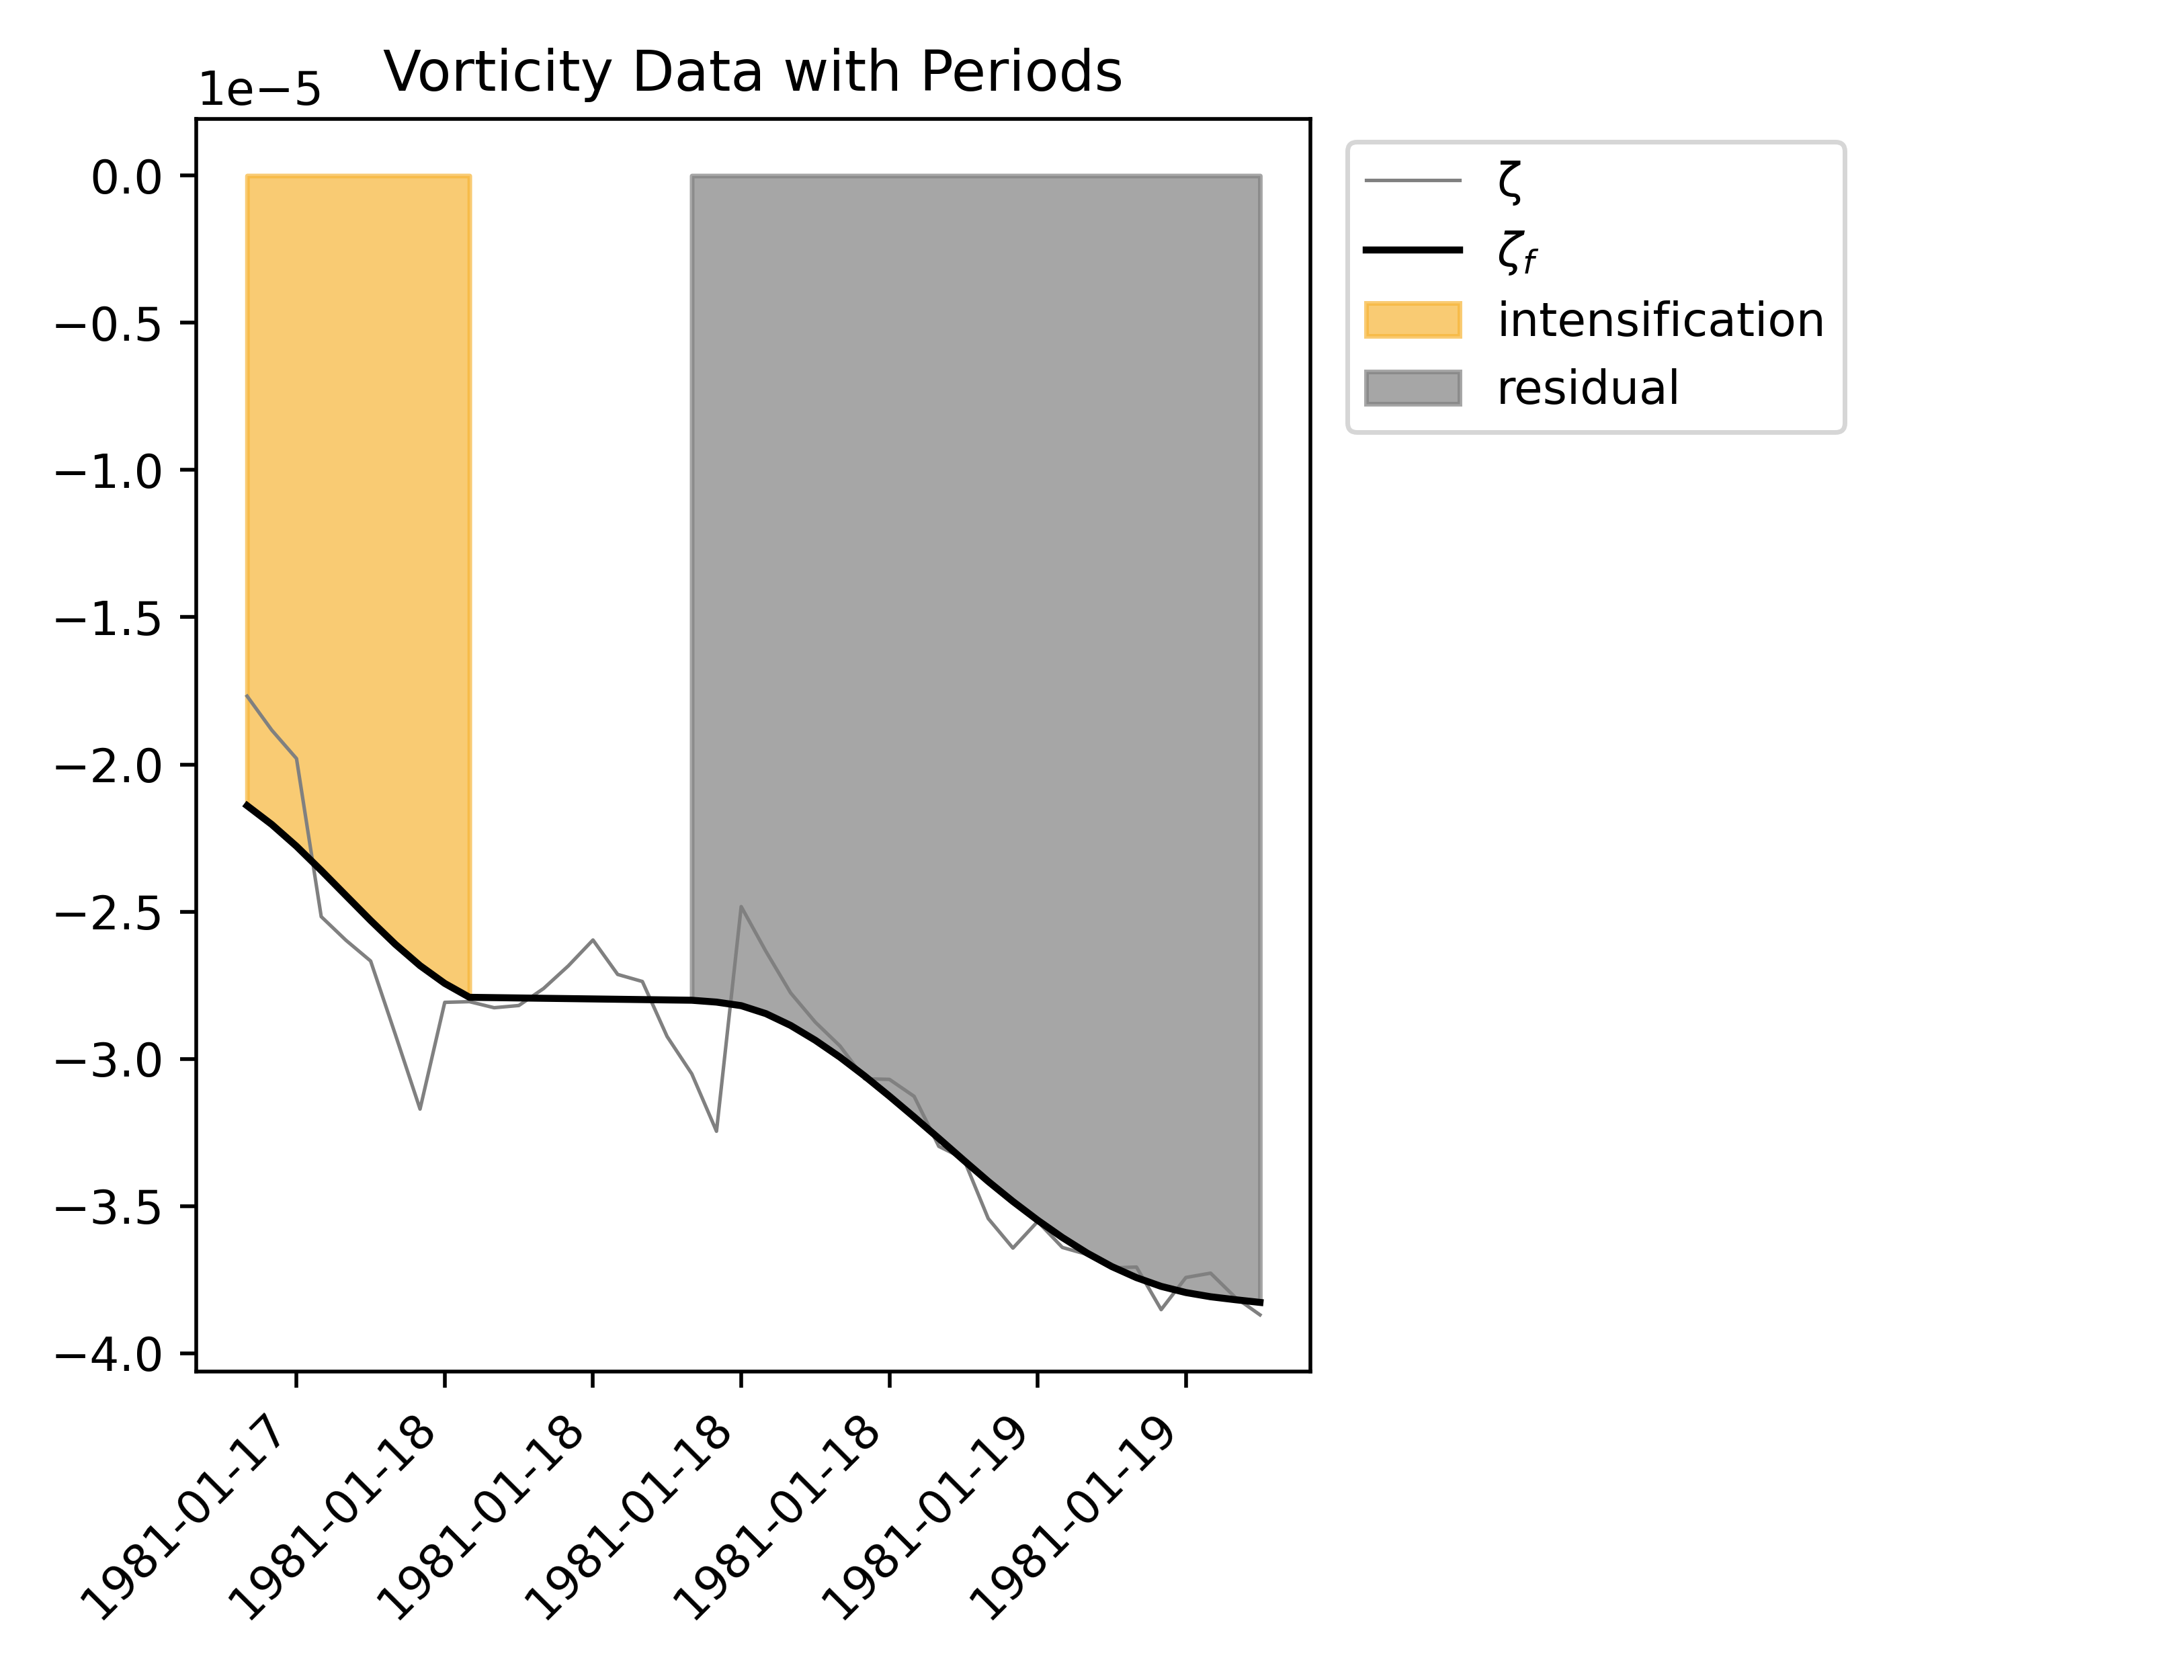 Vorticity Data with Periods
1e−5
0.0
−0.5
−1.0
−1.5
−2.0
−2.5
−3.0
−3.5
−4.0
1981-01-17
1981-01-18
1981-01-18
1981-01-18
1981-01-18
1981-01-19
1981-01-19
ζ
ζf
intensification
residual